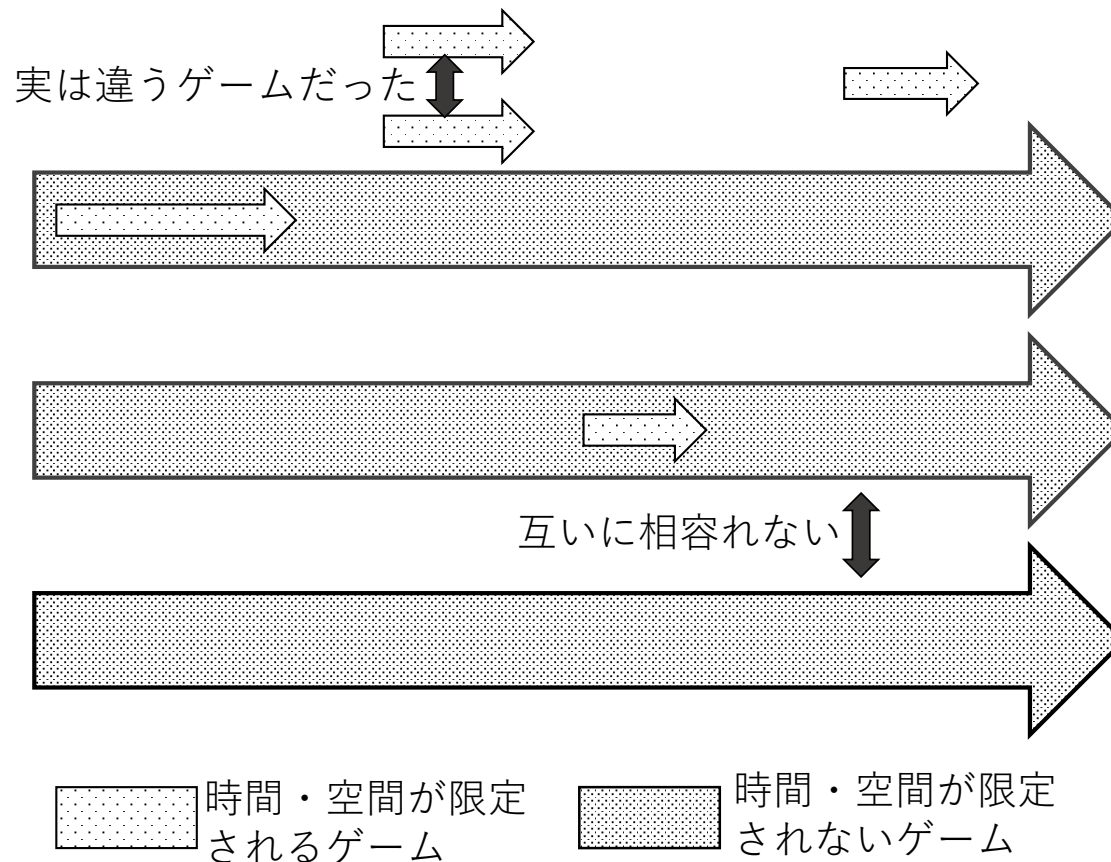 実は違うゲームだった
互いに相容れない
時間・空間が限定
されるゲーム
時間・空間が限定
されないゲーム